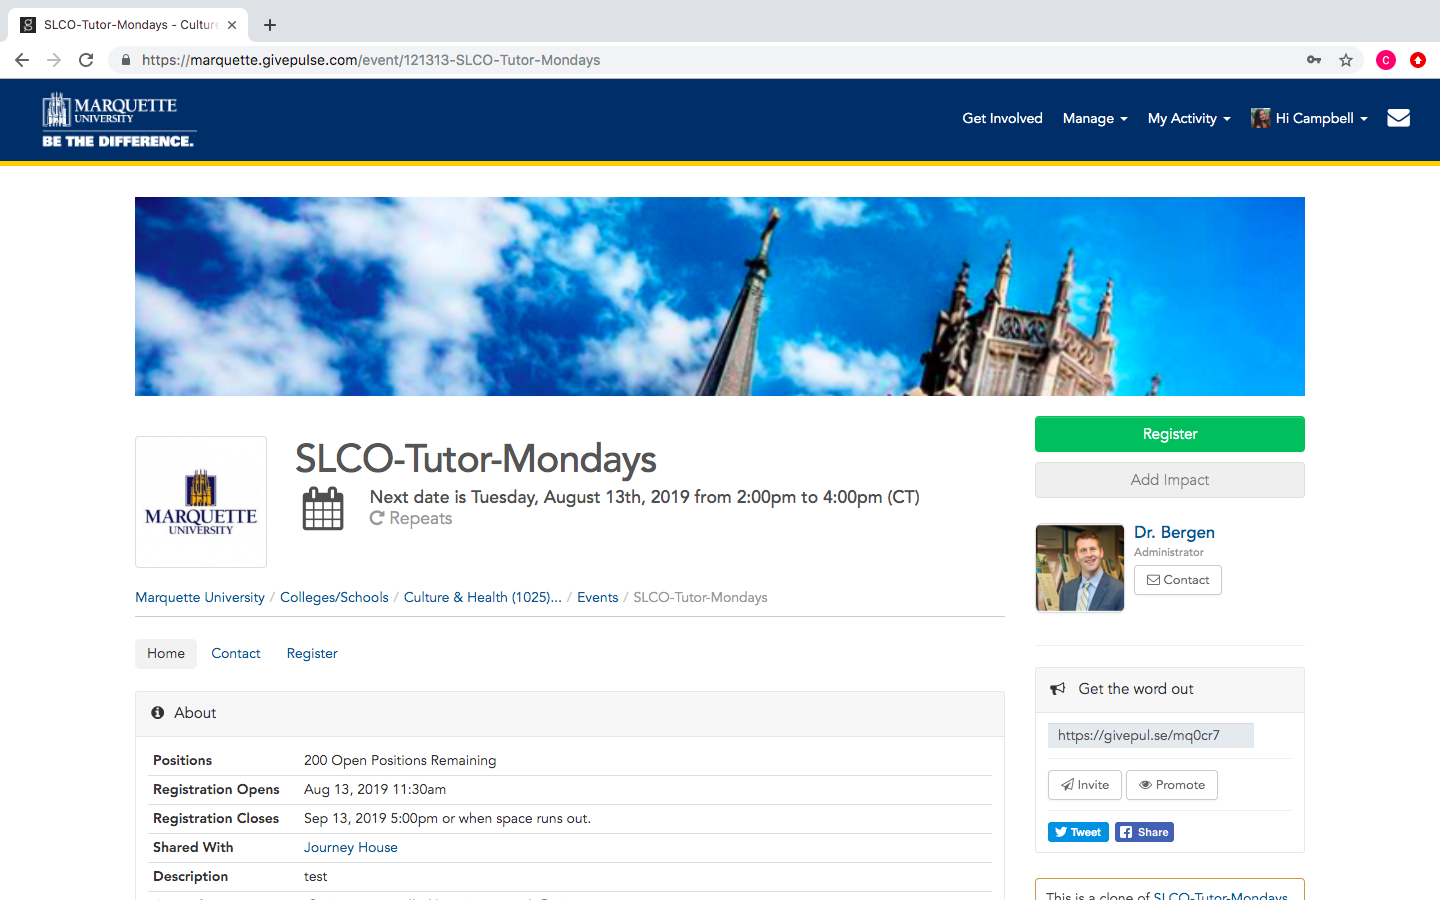 SLCO-Tutor-Mondays - Culture
https://marquette.givepulse.com/event/121313-SLCO-Tutor-Mondays
C
MARQUETTE
UNIVERSITY
BE THE DIFFERENCE.
Get Involved
Manage
My Activity
Hi Campbell
MARQUETTE
UNIVERSITY
SLCO-Tutor-Mondays
Next date is Tuesday, August 13th, 2019 from 2:00pm to 4:00pm (CT)
Repeats
Register
Add Impact
Dr. Bergen
Administrator
Contact
Marquette University / Colleges/Schools / Culture & Health (1025)... / Events / SLCO-Tutor-Mondays
Home
Contact
Register
About
Positions 200 Open Positions Remaining
Registration Opens Aug 13, 2019 11:30am
Registration Closes Sep 13, 2019 5:00pm or when space runs out.
Shared With Journey House
Description test
Get the word out
https://givepul.se/mq0cr7
Invite
Promote
Tweet
Share
This is a clone of SLCO-Tutor-Mondays